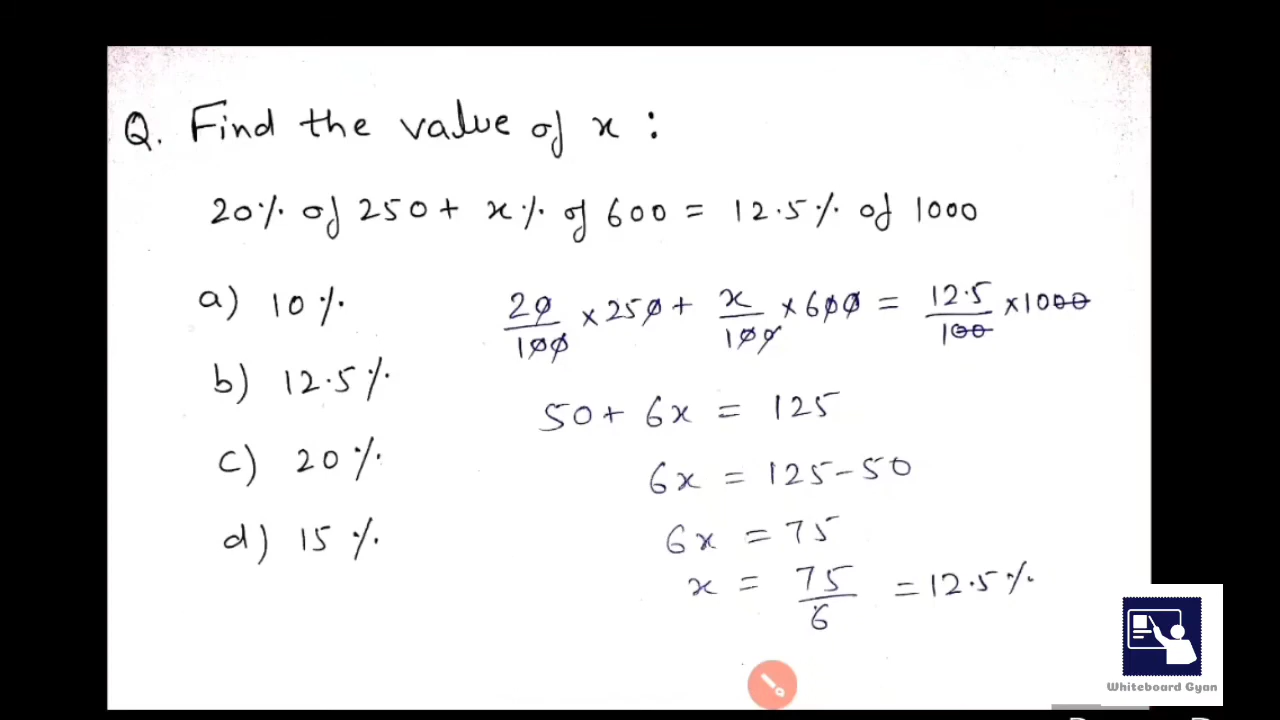 Q. Find the value of x :
20% of 250 + x% of 600 = 12.5% of 1000
a) 10%
b) 12.5%
c) 20%
d) 15%
20/100 × 250 + x/100 × 600 = 12.5/100 × 1000
50 + 6x = 125
6x = 125 - 50
6x = 75
x = 75/6 = 12.5%
Whiteboard Gyan